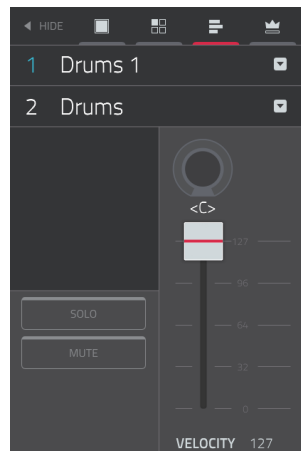 HIDE
1 Drums 1
2 Drums
<C>
127
96
64
32
0
SOLO
MUTE
VELOCITY 127